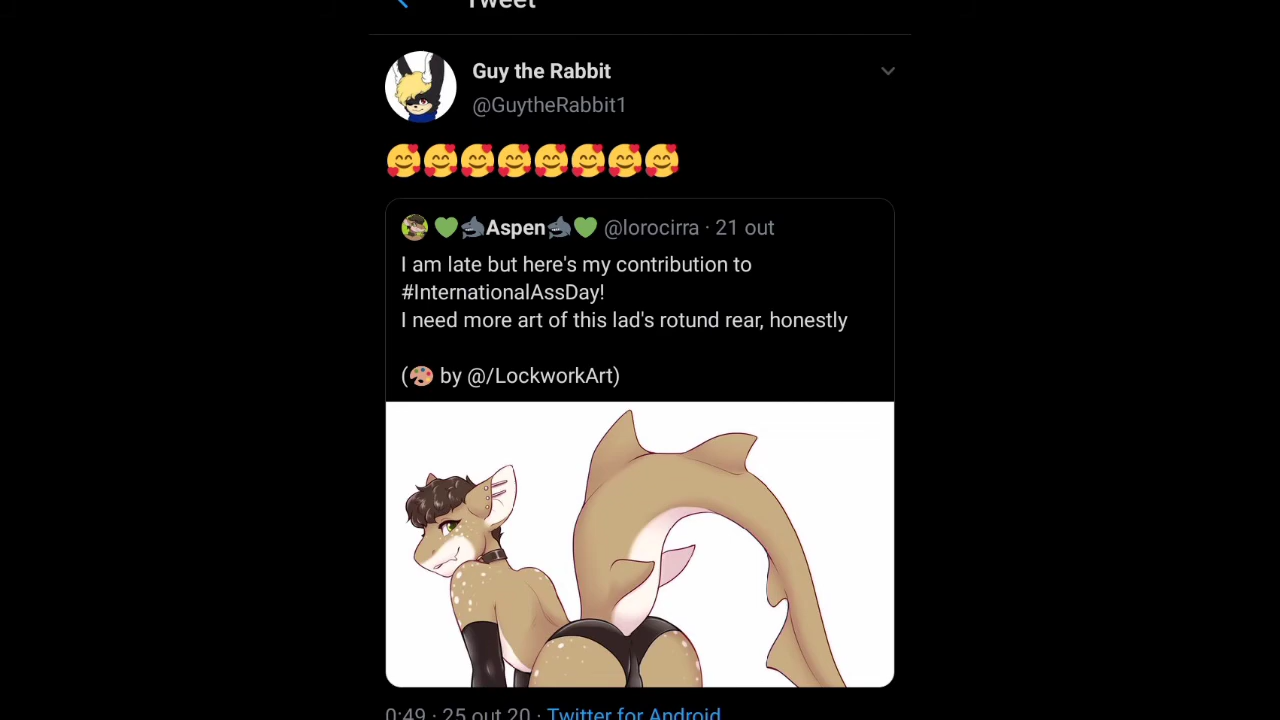 Tweet
Guy the Rabbit
@GuytheRabbit1
🥰🥰🥰🥰🥰🥰🥰🥰
💚🦈Aspen🦈💚 @lorocirra · 21 out
I am late but here's my contribution to
#InternationalAssDay!
I need more art of this lad's rotund rear, honestly
(🎨 by @/LockworkArt)
0:49 · 25 out 20 · Twitter for Android